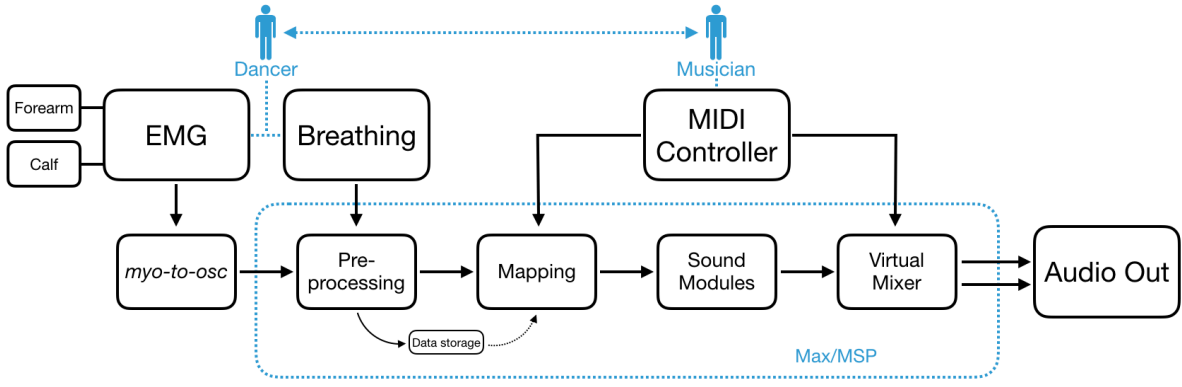 Dancer
Musician
Forearm
Calf
EMG
Breathing
MIDI
Controller
myo-to-osc
Pre-
processing
Mapping
Sound
Modules
Virtual
Mixer
Audio Out
Data storage
Max/MSP